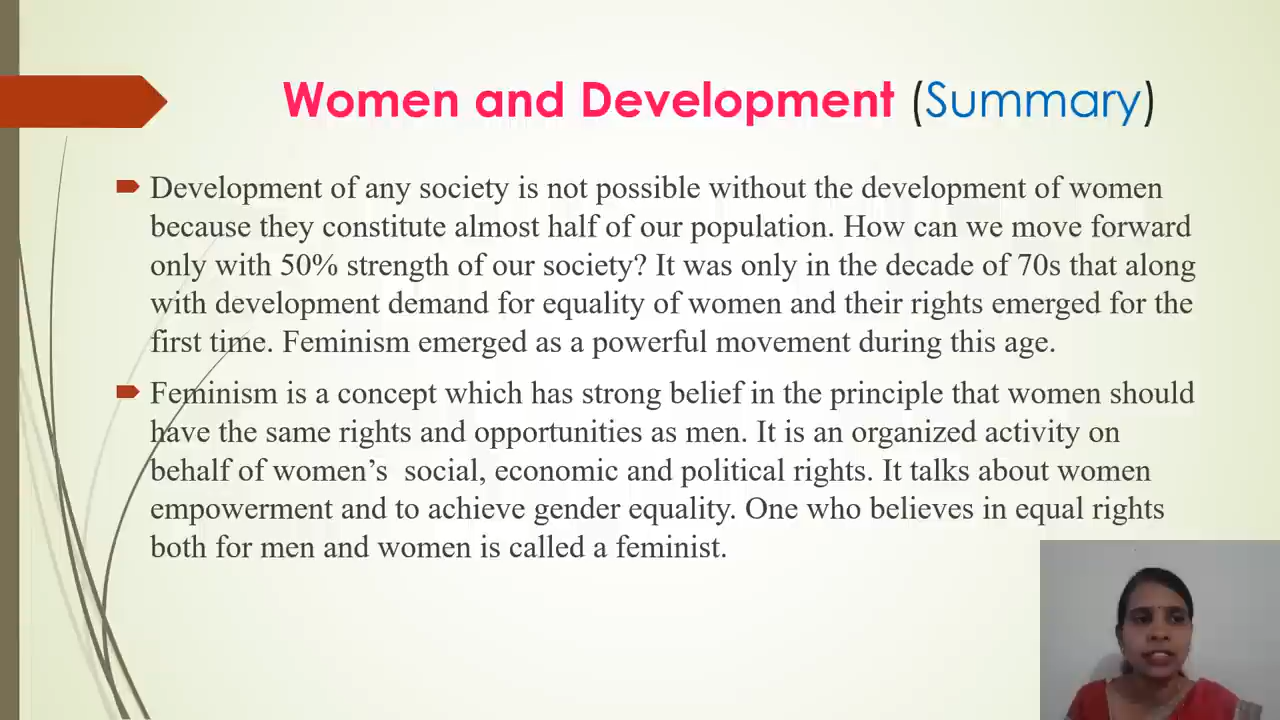 Women and Development (Summary)
Development of any society is not possible without the development of women
because they constitute almost half of our population. How can we move forward
only with 50% strength of our society? It was only in the decade of 70s that along
with development demand for equality of women and their rights emerged for the
first time. Feminism emerged as a powerful movement during this age.
Feminism is a concept which has strong belief in the principle that women should
have the same rights and opportunities as men. It is an organized activity on
behalf of women’s  social, economic and political rights. It talks about women
empowerment and to achieve gender equality. One who believes in equal rights
both for men and women is called a feminist.